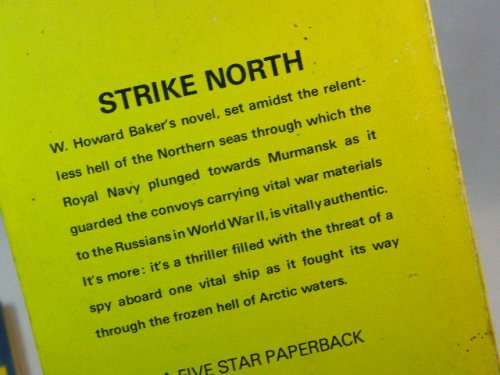 STRIKE NORTH
W. Howard Baker's novel, set amidst the relent-
less hell of the Northern seas through which the
Royal Navy plunged towards Murmansk as it
guarded the convoys carrying vital war materials
to the Russians in World War II, is vitally authentic.
It's more: it's a thriller filled with the threat of a
spy aboard one vital ship as it fought its way
through the frozen hell of Arctic waters.
A FIVE STAR PAPERBACK